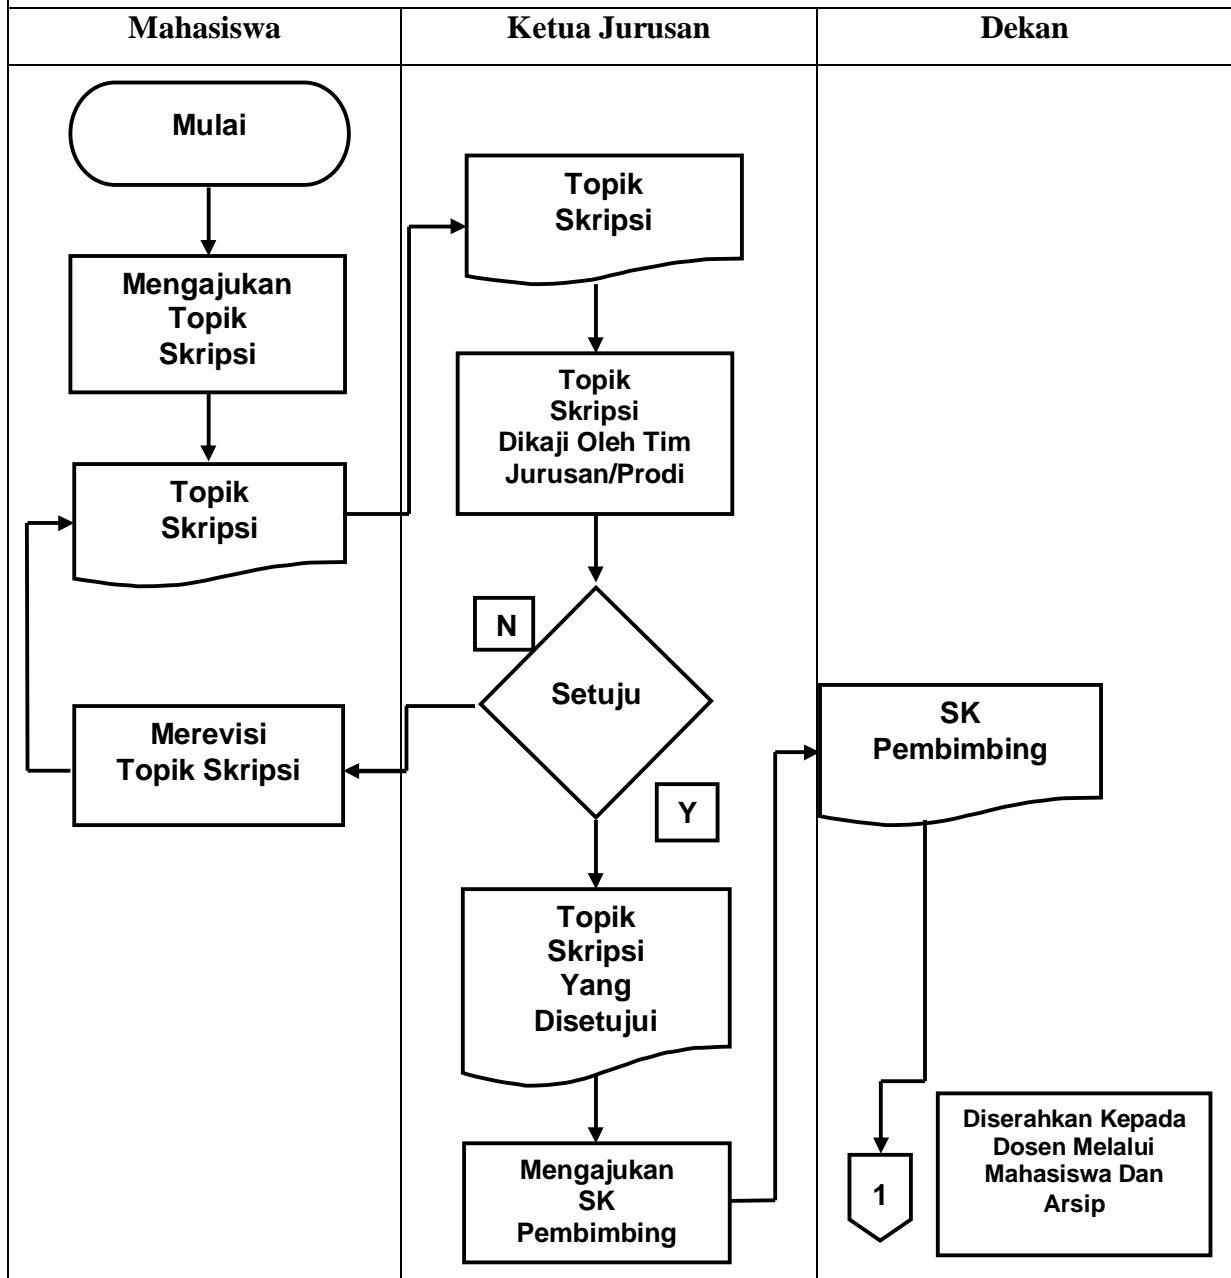 Mahasiswa
Ketua Jurusan
Dekan
Mulai
Mengajukan
Topik
Skripsi
Topik
Skripsi
Merevisi
Topik Skripsi
Topik
Skripsi
Topik
Skripsi
Dikaji Oleh Tim
Jurusan/Prodi
N
Setuju
Y
Topik
Skripsi
Yang
Disetujui
Mengajukan
SK
Pembimbing
SK
Pembimbing
1
Diserahkan Kepada
Dosen Melalui
Mahasiswa Dan
Arsip